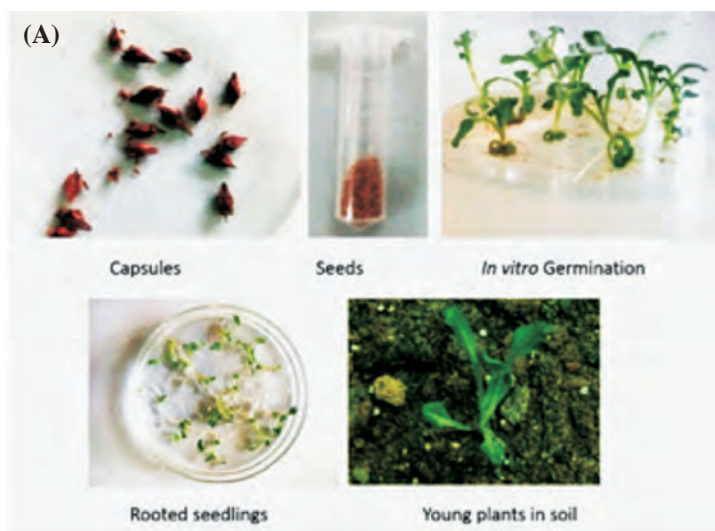 (A)
Capsules Seeds In vitro Germination
Rooted seedlings Young plants in soil